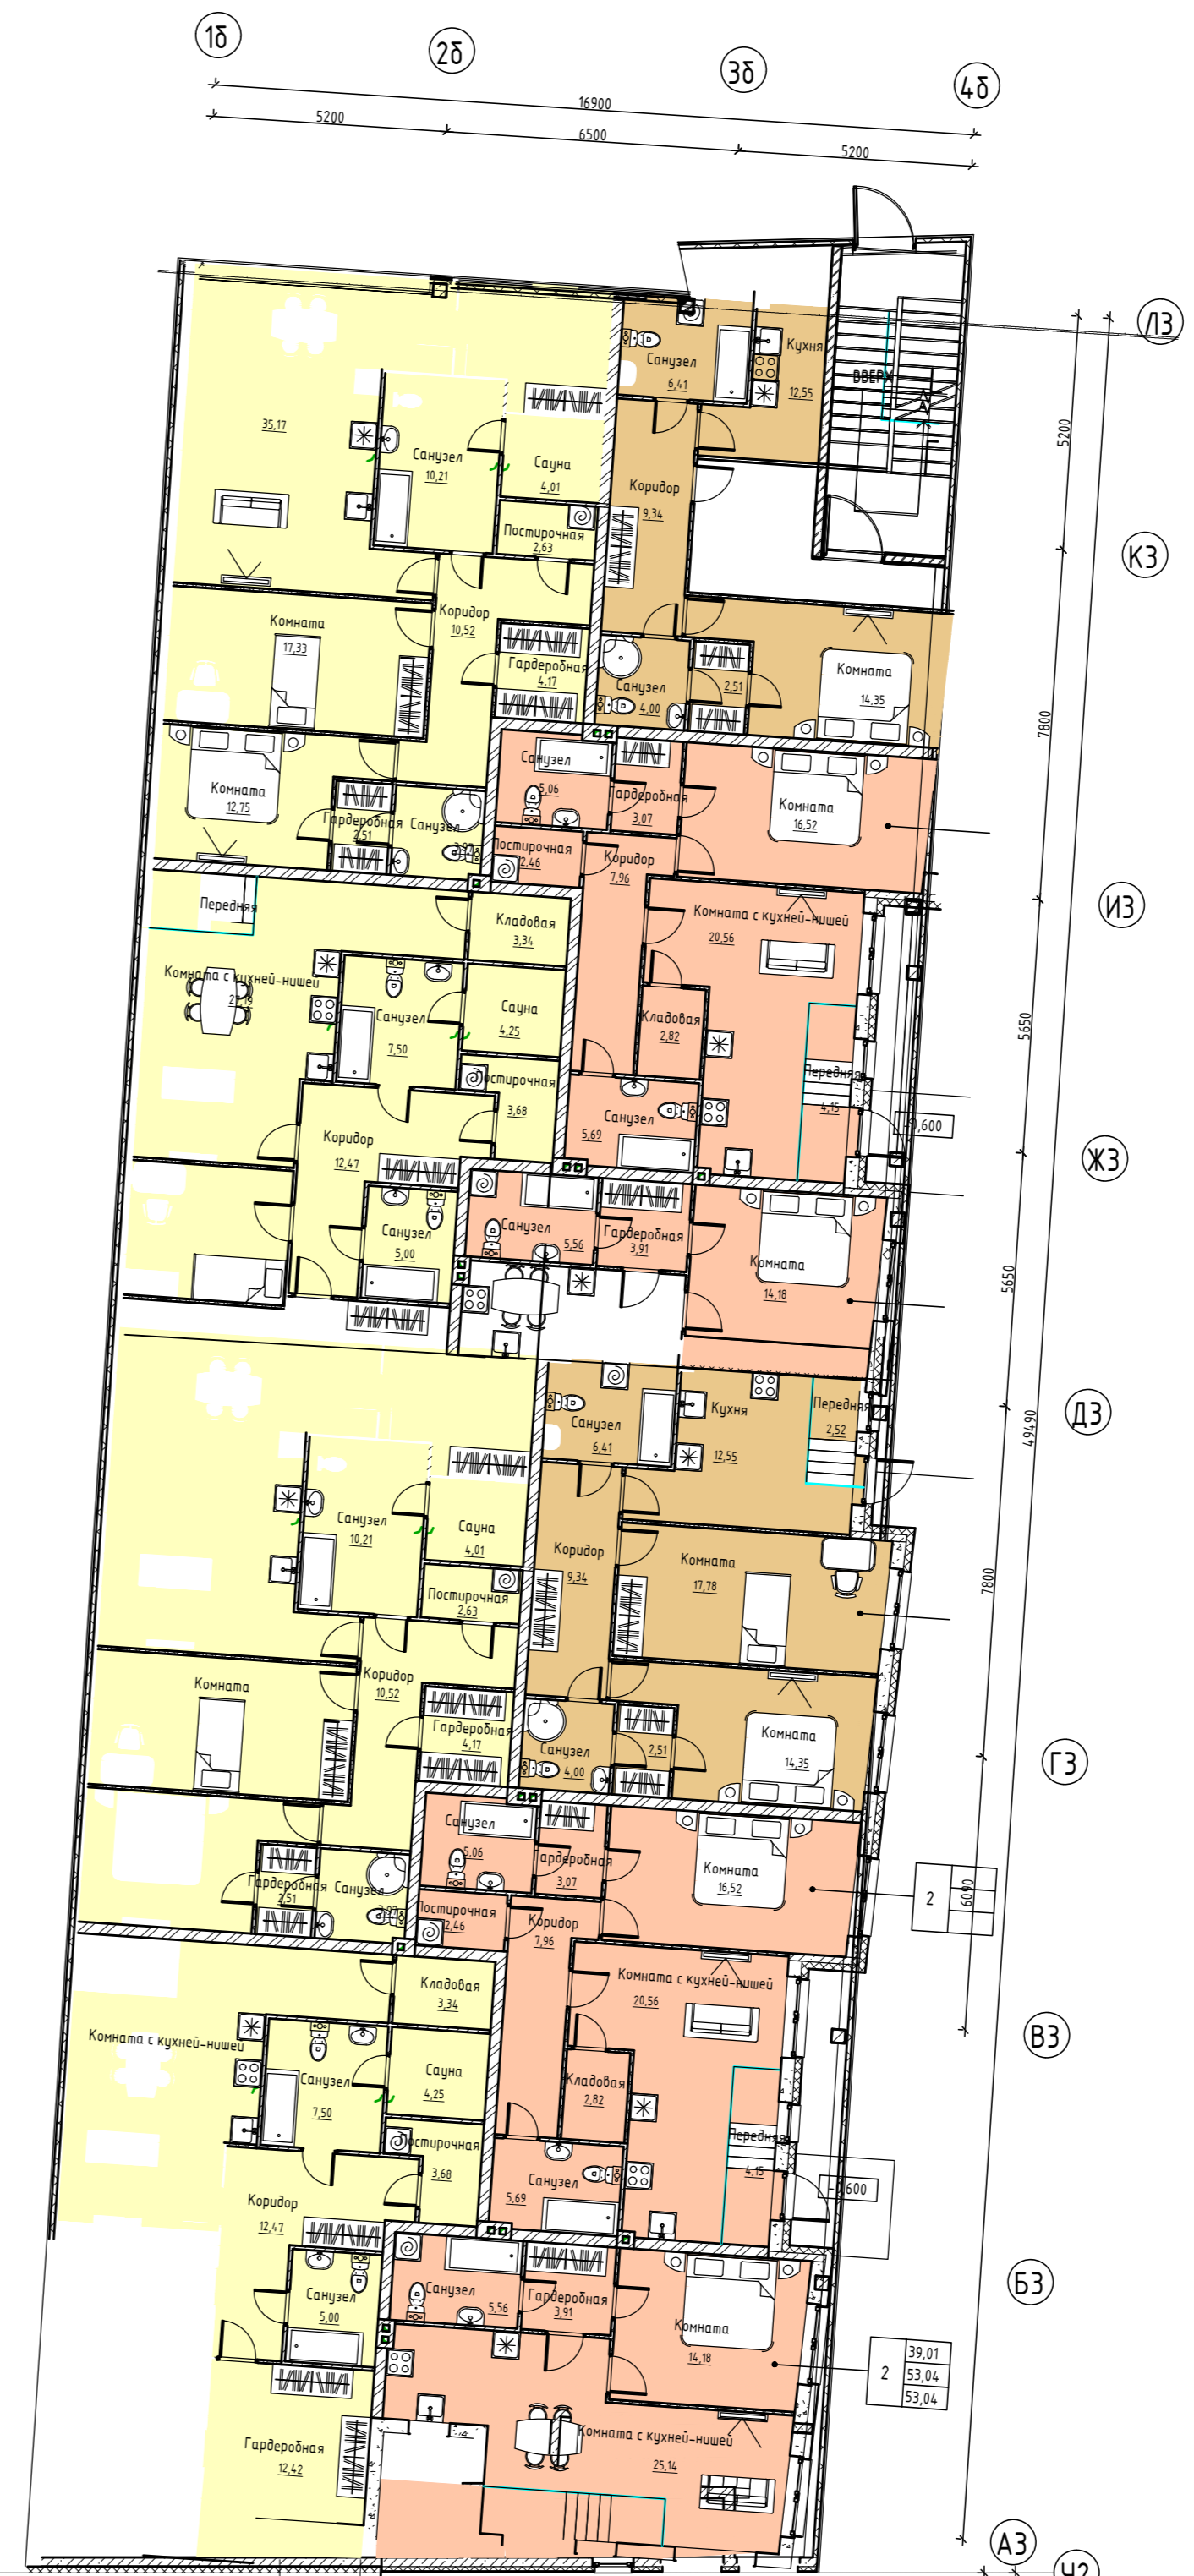 1δ
2δ
3δ
4δ
16900
5200
6500
5200
Л3
ВВЕРХ
Кухня
12,55
Санузел
6,41
35,17
Санузел
10,21
Сауна
4,01
Коридор
9,34
5200
Постирочная
2,63
К3
Коридор
10,52
Комната
17,33
Гардеробная
4,17
Санузел
4,00
2,51
Комната
14,35
7800
Санузел
5,06
Гардеробная
3,07
Комната
16,52
Комната
12,75
Гардеробная
2,51
Санузел
3,97
Постирочная
2,46
Коридор
7,96
И3
Передняя
Кладовая
3,34
Комната с кухней-нишей
20,56
Комната с кухней-нишей
Санузел
7,50
Сауна
4,25
Кладовая
2,82
5650
Передняя
4,15
Постирочная
3,68
-0,600
Санузел
5,69
Коридор
12,47
Ж3
Санузел
5,00
Санузел
5,56
Гардеробная
3,91
Комната
14,18
5650
49490
Д3
Санузел
6,41
Кухня
12,55
Передняя
2,52
Санузел
10,21
Сауна
4,01
Коридор
9,34
Комната
17,78
7800
Постирочная
2,63
Коридор
10,52
Комната
Гардеробная
4,17
Санузел
4,00
2,51
Комната
14,35
Г3
Санузел
5,06
Гардеробная
3,07
Комната
16,52
2
6090
Гардеробная
2,51
Санузел
3,97
Постирочная
2,46
Коридор
7,96
В3
Кладовая
3,34
Комната с кухней-нишей
20,56
Комната с кухней-нишей
Санузел
7,50
Сауна
4,25
Кладовая
2,82
Передняя
4,15
Постирочная
3,68
-0,600
Санузел
5,69
Коридор
12,47
Б3
Санузел
5,00
Санузел
5,56
Гардеробная
3,91
Комната
14,18
2
39,01
53,04
53,04
Гардеробная
12,42
Комната с кухней-нишей
25,14
А3
Ч2